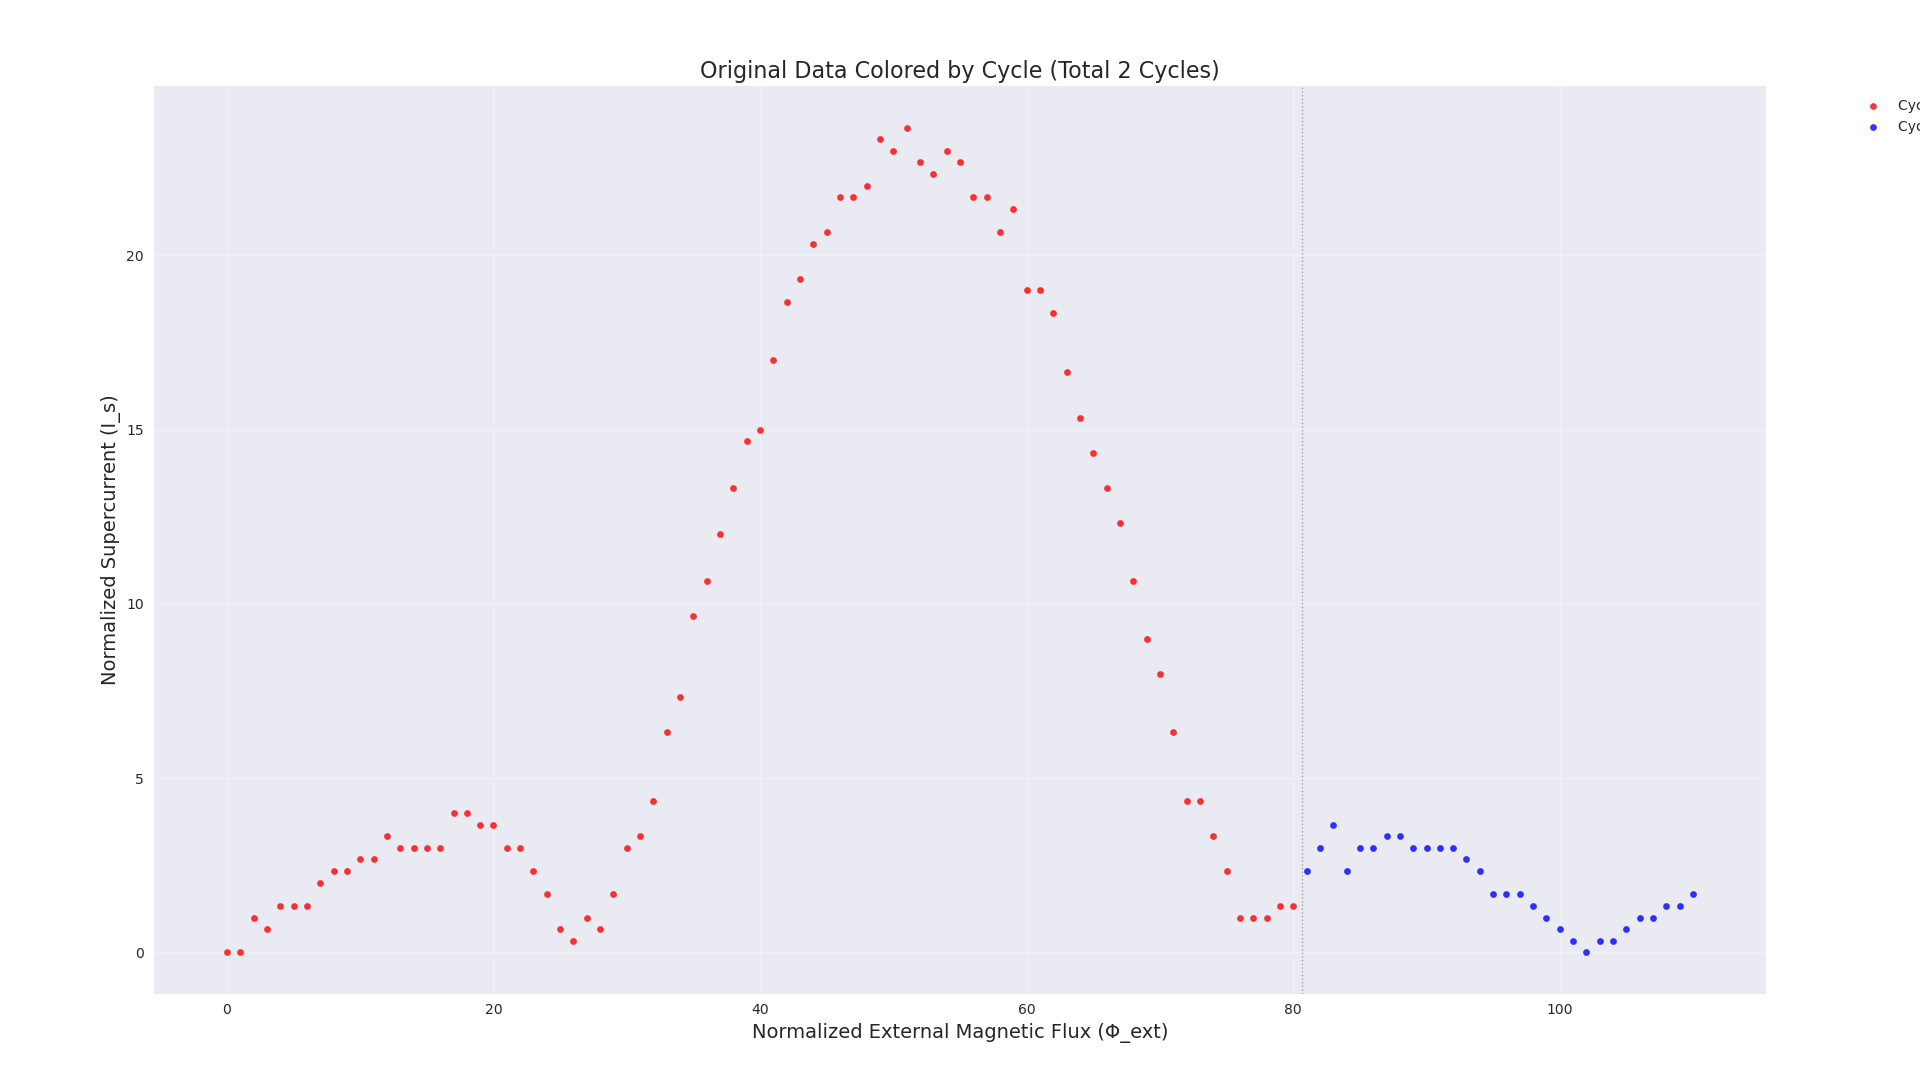 Original Data Colored by Cycle (Total 2 Cycles)
Cyc
Cyc
20
15
10
5
0
Normalized Supercurrent (I_s)
0 20 40 60 80 100
Normalized External Magnetic Flux (Φ_ext)